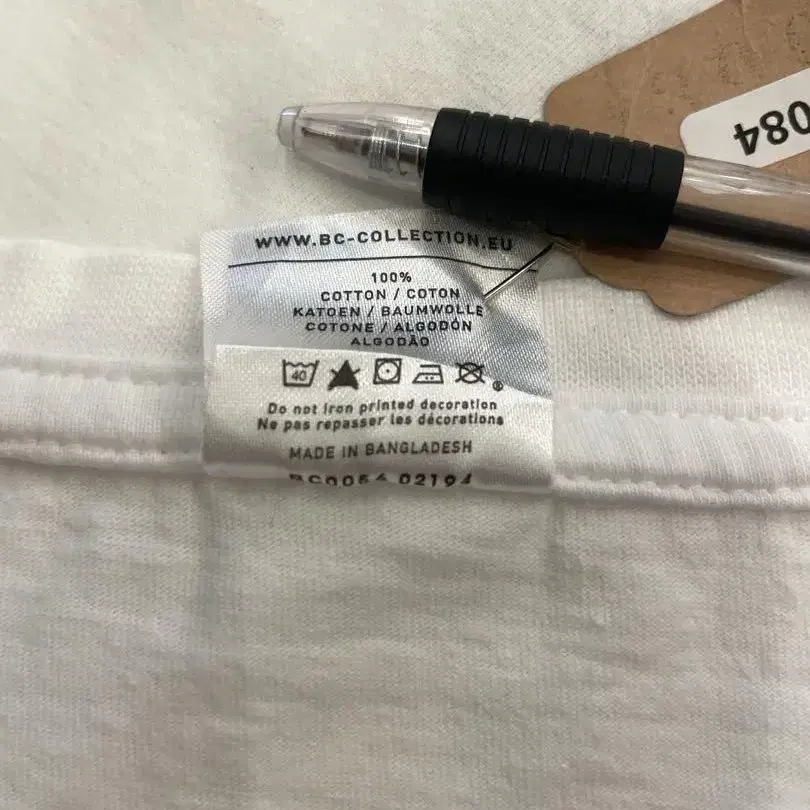 084
WWW.BC-COLLECTION.EU
100%
COTTON / COTON
KATOEN / BAUMWOLLE
COTONE / ALGODÓN
ALGODÃO
40
Do not iron printed decoration
Ne pas repasser les décorations
MADE IN BANGLADESH
02194